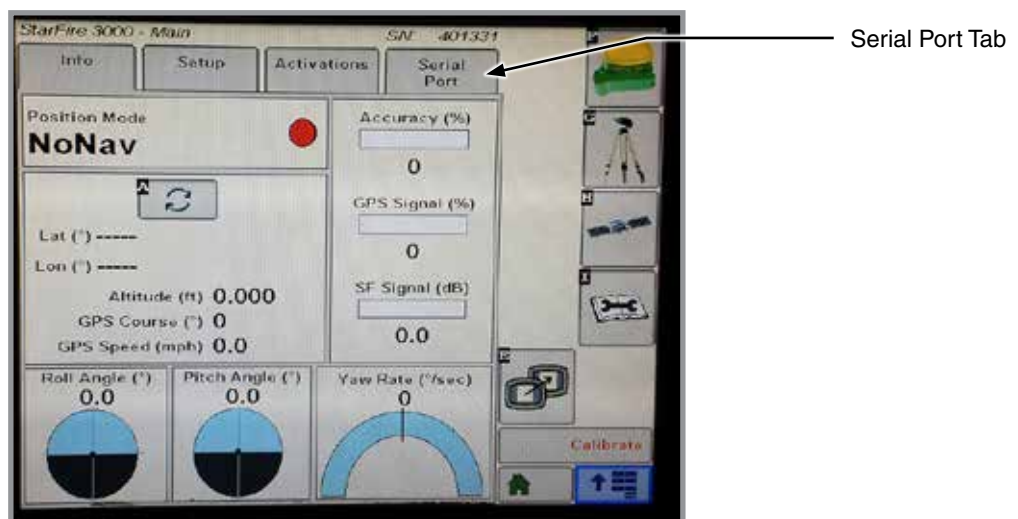 StarFire 3000 - Main
SN: 401331
Serial Port Tab
Info
Setup
Activations
Serial
Port
Position Mode
NoNav
Accuracy (%)
0
A
GPS Signal (%)
0
Lat (°) -----
Lon (°) -----
SF Signal (dB)
0.0
Altitude (ft) 0.000
GPS Course (°) 0
GPS Speed (mph) 0.0
Roll Angle (°)
0.0
Pitch Angle (°)
0.0
Yaw Rate (°/sec)
0
G
H
I
Calibrate